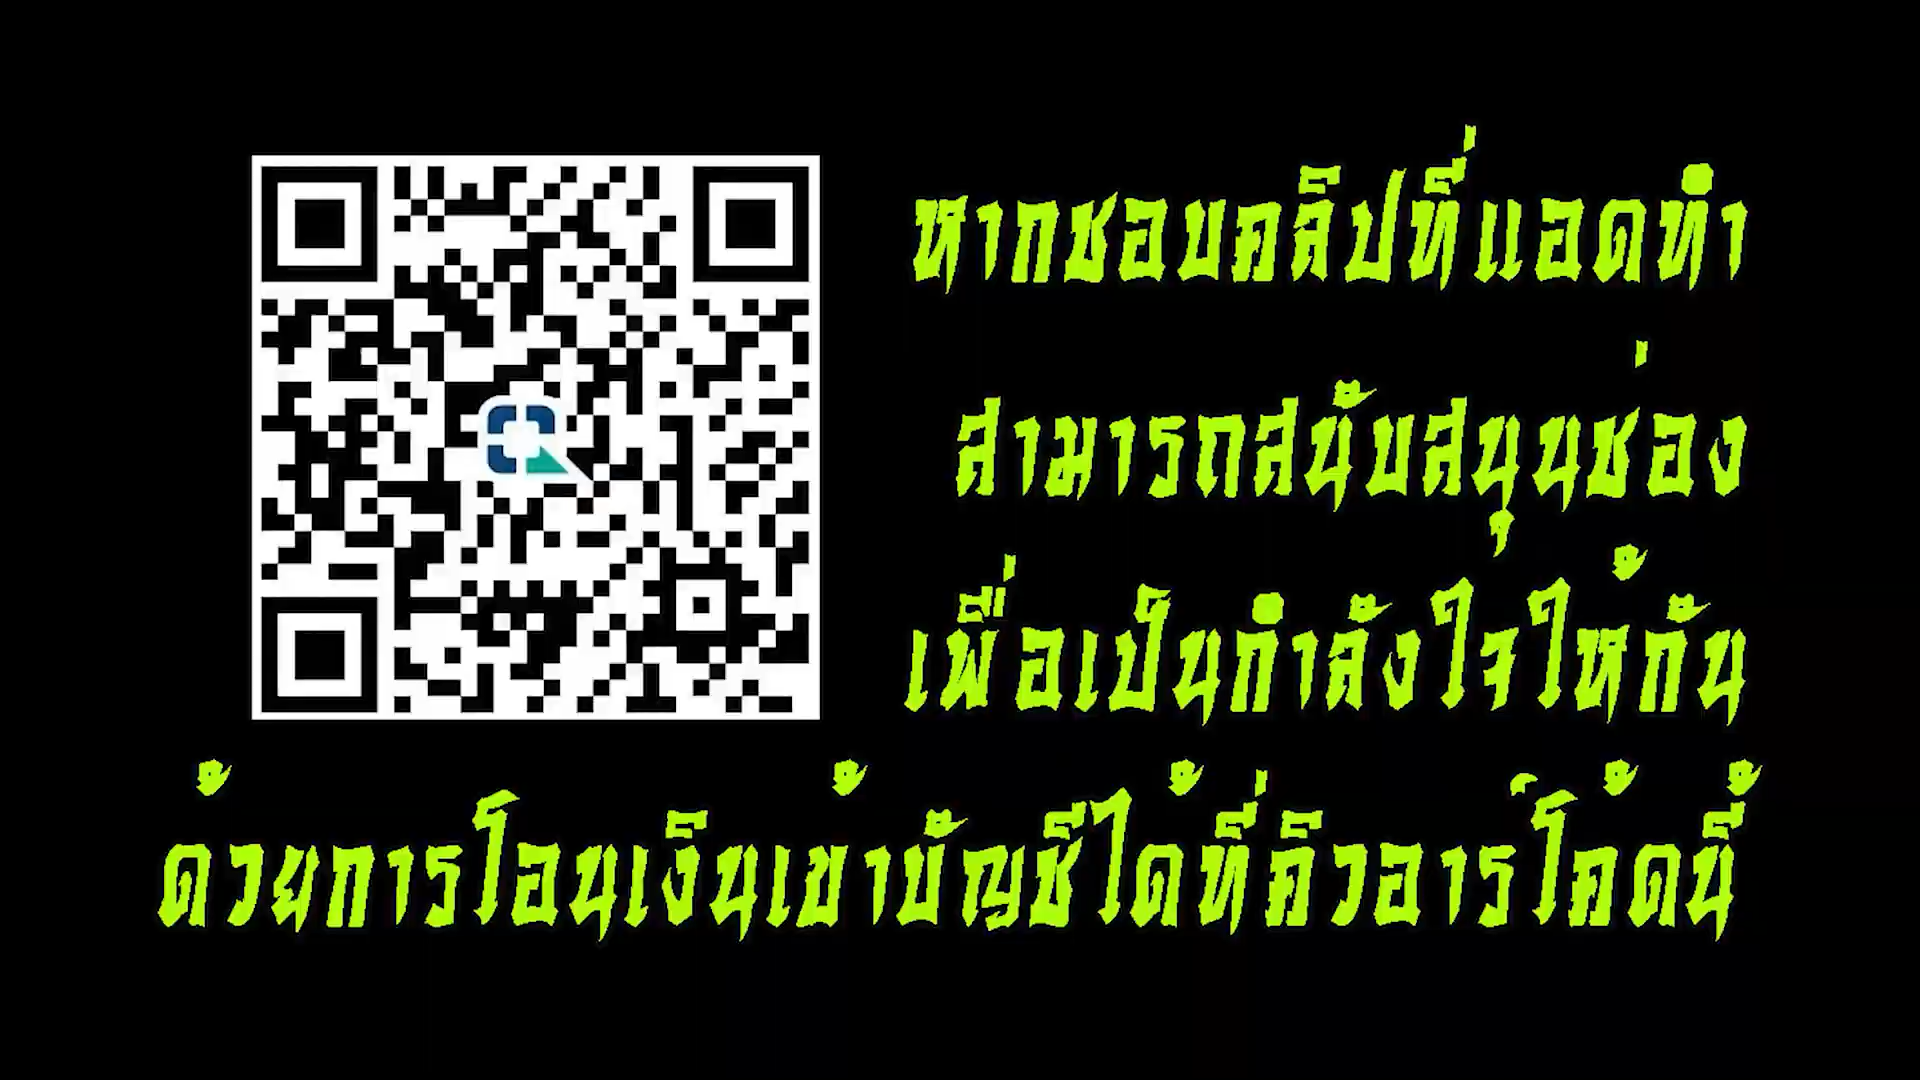 หากชอบคลิปที่แอดทำ
สามารถสนับสนุนช่อง
เพื่อเป็นกำลังใจให้กัน
ด้วยการโอนเงินเข้าบัญชีได้ที่คิวอาร์โค้ดนี้